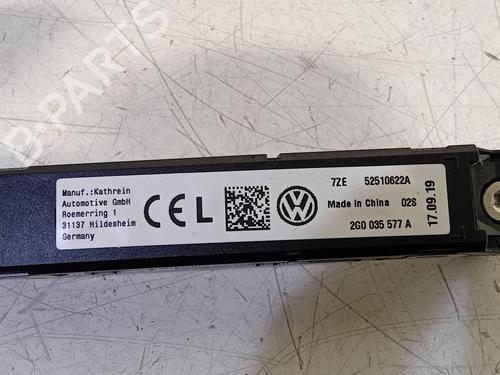 B-PARTS
Manuf.:Kathrein
Automotive GmbH
Roemerring 1
31137 Hildesheim
Germany
CEL
7ZE 52510622A
Made in China 02S
2G0 035 577 A
17.09.19